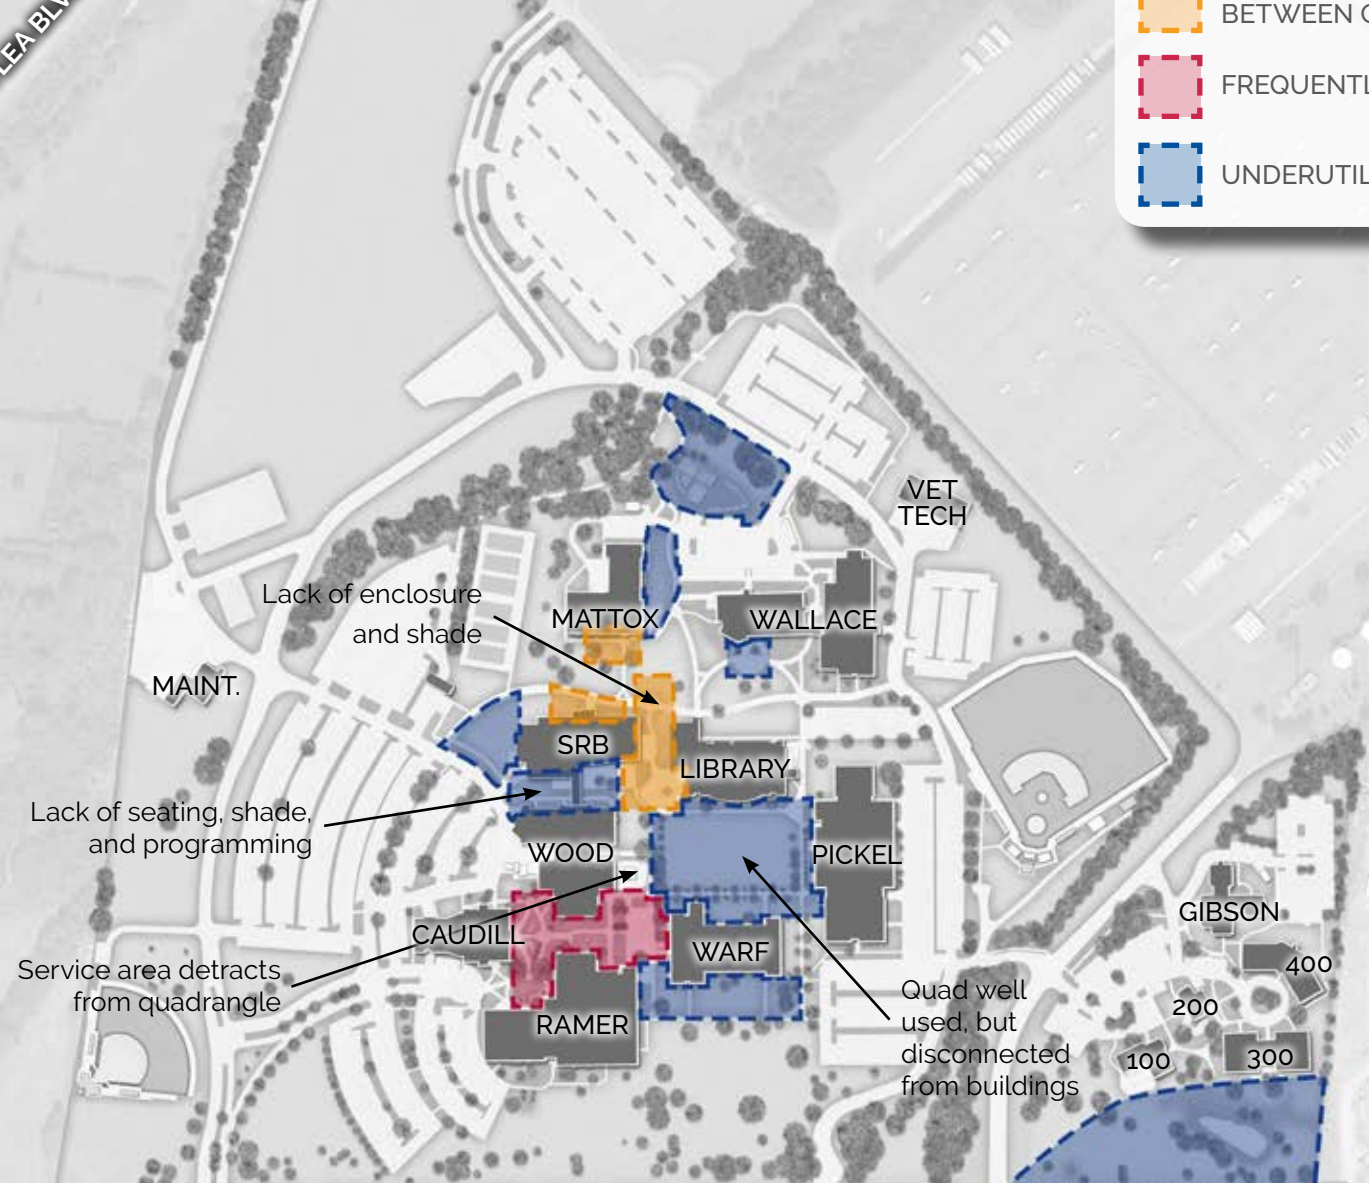 BETWEEN
VET
TECH
Lack of enclosure
and shade
MATTOX
WALLACE
MAINT.
SRB
LIBRARY
Lack of seating, shade,
and programming
WOOD
PICKEL
GIBSON
CAUDILL
WARF
400
Service area detracts
from quadrangle
Quad well
used, but
disconnected
from buildings
200
RAMER
100
300